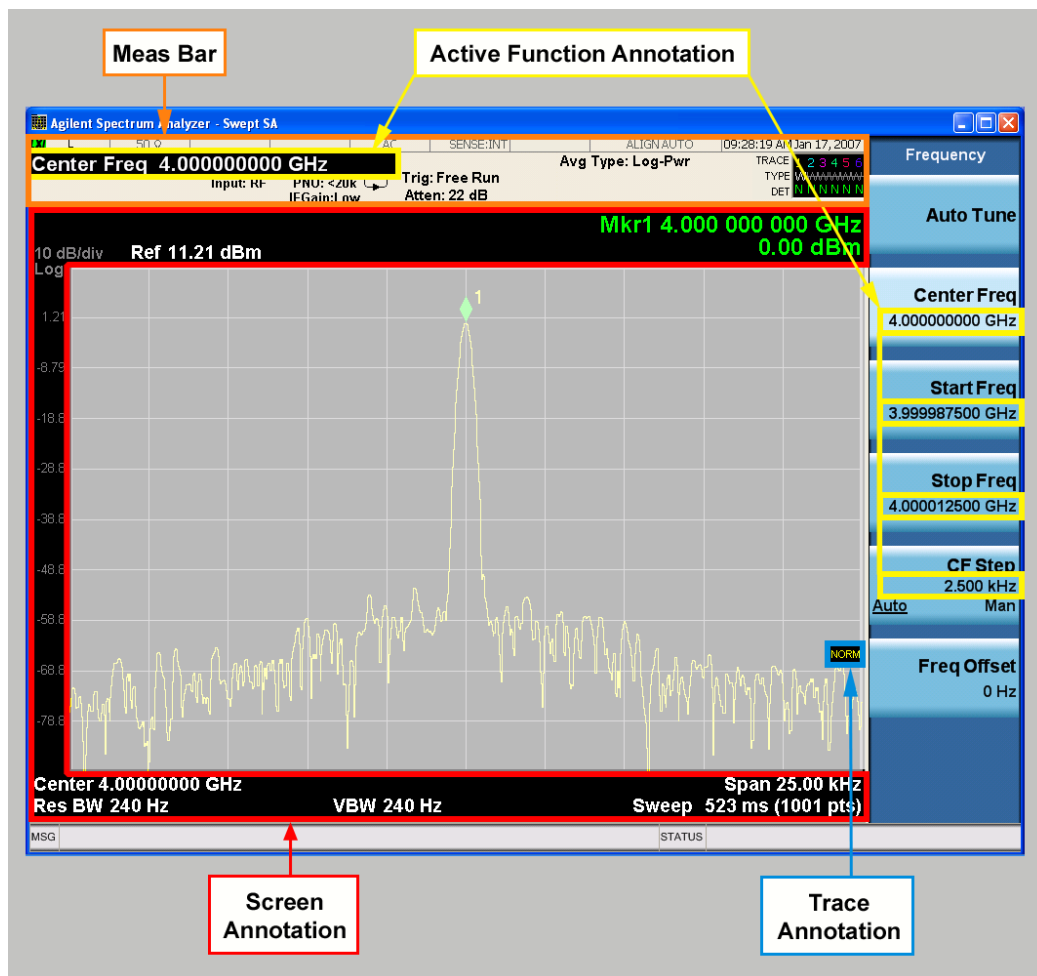 Meas Bar
Active Function Annotation
Agilent Spectrum Analyzer - Swept SA
L 50 Ω AC SENSE:INT ALIGN AUTO 09:28:19 AM Jan 17, 2007
Center Freq 4.000000000 GHz
Input: RF
PNO: <20k
IFGain:Low
Trig: Free Run
Atten: 22 dB
Avg Type: Log-Pwr
TRACE 1 2 3 4 5 6
TYPE
DET N N N N N N
Mkr1 4.000 000 000 GHz
0.00 dBm
10 dB/div
Log
Ref 11.21 dBm
1
1.21
-8.79
-18.8
-28.8
-38.8
-48.8
-58.8
-68.8
-78.8
NORM
Center 4.00000000 GHz
Span 25.00 kHz
Res BW 240 Hz
VBW 240 Hz
Sweep 523 ms (1001 pts)
MSG
STATUS
Frequency
Auto Tune
Center Freq
4.000000000 GHz
Start Freq
3.999987500 GHz
Stop Freq
4.000012500 GHz
CF Step
2.500 kHz
Auto Man
Freq Offset
0 Hz
Screen
Annotation
Trace
Annotation